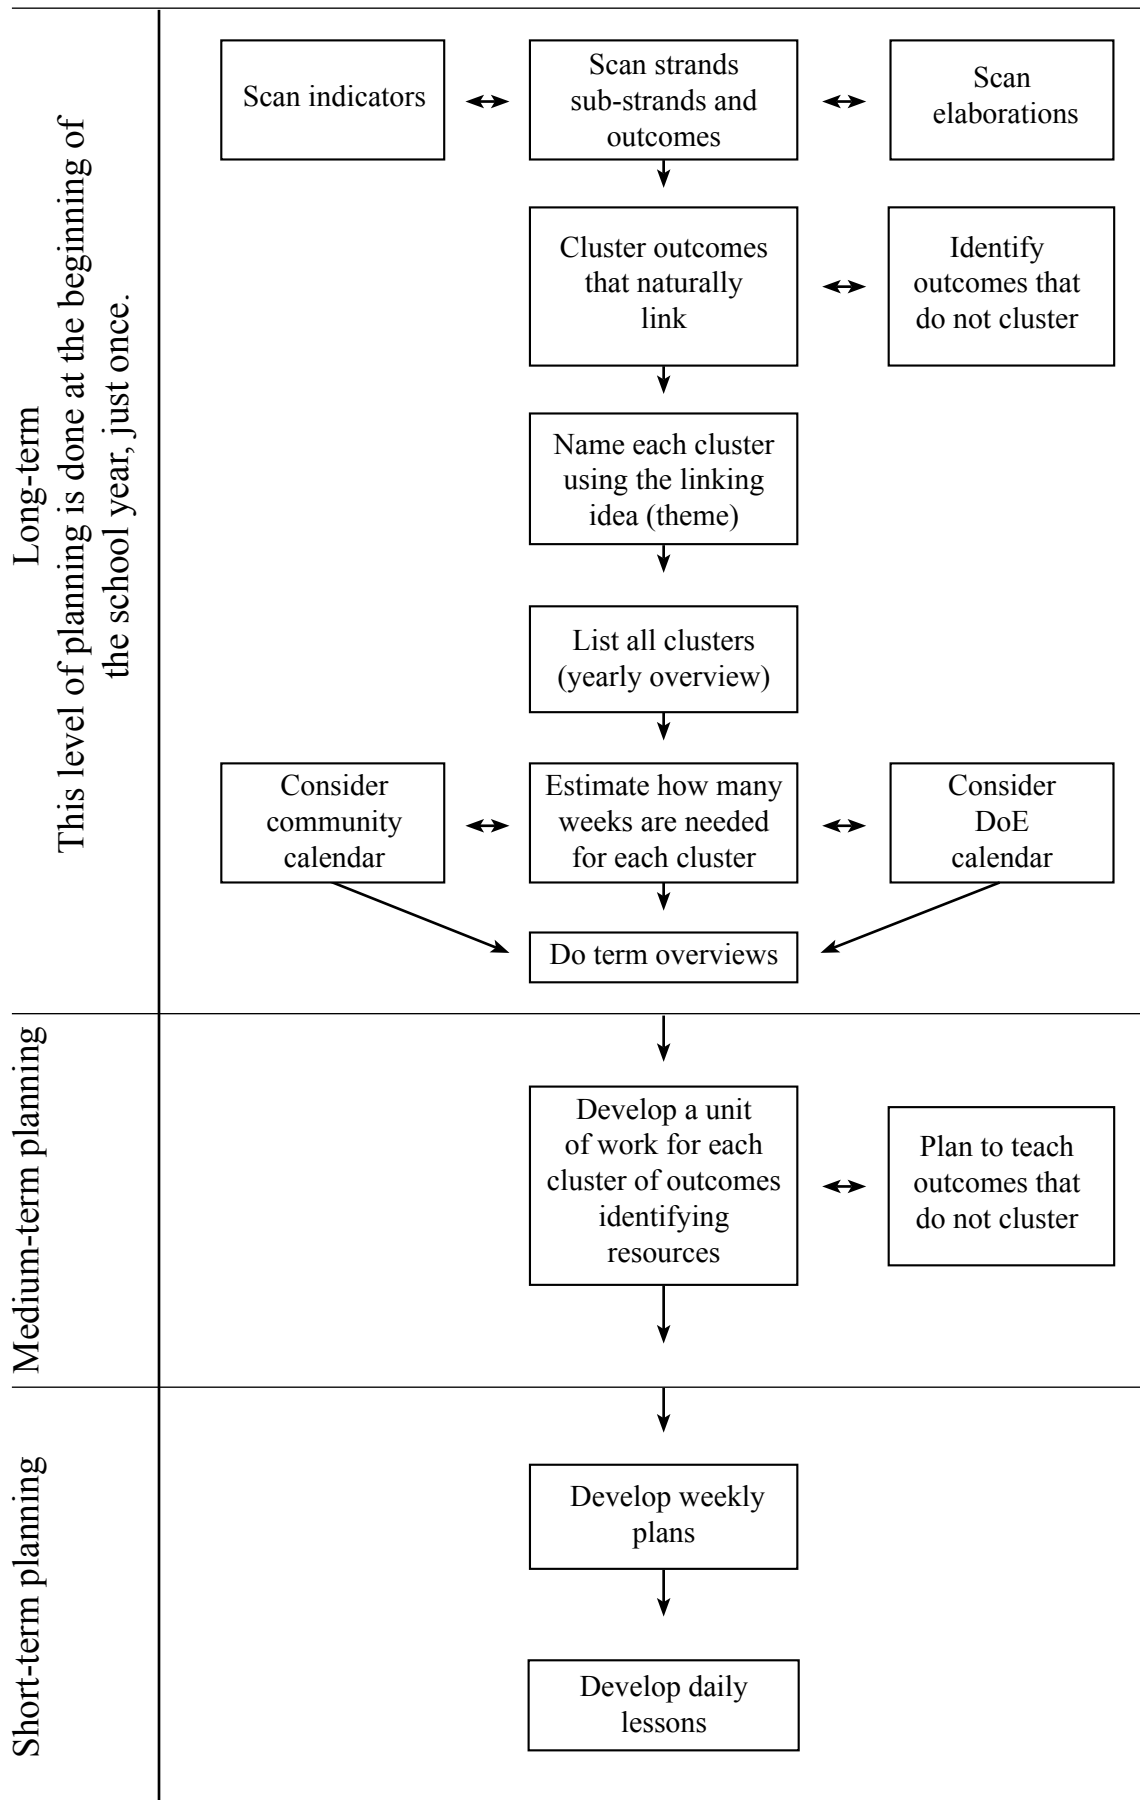 Long-term
This level of planning is done at the beginning of
the school year, just once.
Scan indicators
Scan strands
sub-strands and
outcomes
Scan
elaborations
Cluster outcomes
that naturally
link
Identify
outcomes that
do not cluster
Name each cluster
using the linking
idea (theme)
List all clusters
(yearly overview)
Consider
community
calendar
Estimate how many
weeks are needed
for each cluster
Consider
DoE
calendar
Do term overviews
Medium-term planning
Develop a unit
of work for each
cluster of outcomes
identifying
resources
Plan to teach
outcomes that
do not cluster
Short-term planning
Develop weekly
plans
Develop daily
lessons